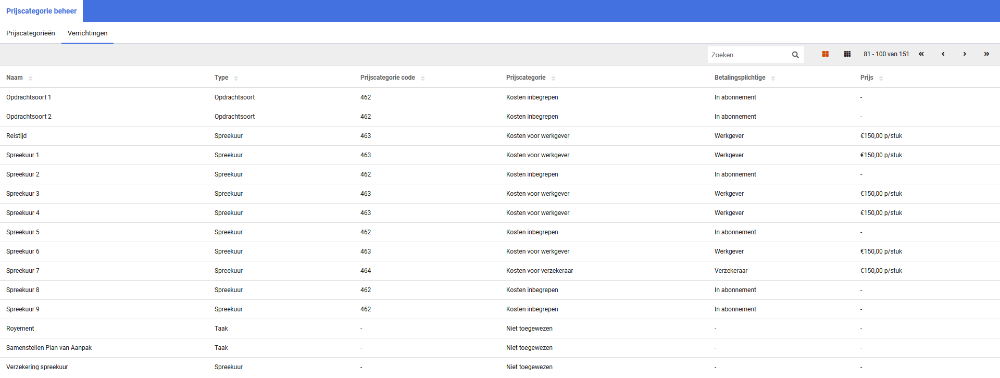 Prijscategorie beheer
Prijscategorieën Verrichtingen
Zoeken 81 - 100 van 151
Naam Type Prijscategorie code Prijscategorie Betalingsplichtige Prijs
Opdrachtsoort 1 Opdrachtsoort 462 Kosten inbegrepen In abonnement -
Opdrachtsoort 2 Opdrachtsoort 462 Kosten inbegrepen In abonnement -
Reistijd Spreekuur 463 Kosten voor werkgever Werkgever €150,00 p/stuk
Spreekuur 1 Spreekuur 463 Kosten voor werkgever Werkgever €150,00 p/stuk
Spreekuur 2 Spreekuur 462 Kosten inbegrepen In abonnement -
Spreekuur 3 Spreekuur 463 Kosten voor werkgever Werkgever €150,00 p/stuk
Spreekuur 4 Spreekuur 463 Kosten voor werkgever Werkgever €150,00 p/stuk
Spreekuur 5 Spreekuur 462 Kosten inbegrepen In abonnement -
Spreekuur 6 Spreekuur 463 Kosten voor werkgever Werkgever €150,00 p/stuk
Spreekuur 7 Spreekuur 464 Kosten voor verzekeraar Verzekeraar €150,00 p/stuk
Spreekuur 8 Spreekuur 462 Kosten inbegrepen In abonnement -
Spreekuur 9 Spreekuur 462 Kosten inbegrepen In abonnement -
Royement Taak - Niet toegewezen - -
Samenstellen Plan van Aanpak Taak - Niet toegewezen - -
Verzekering spreekuur Spreekuur - Niet toegewezen - -